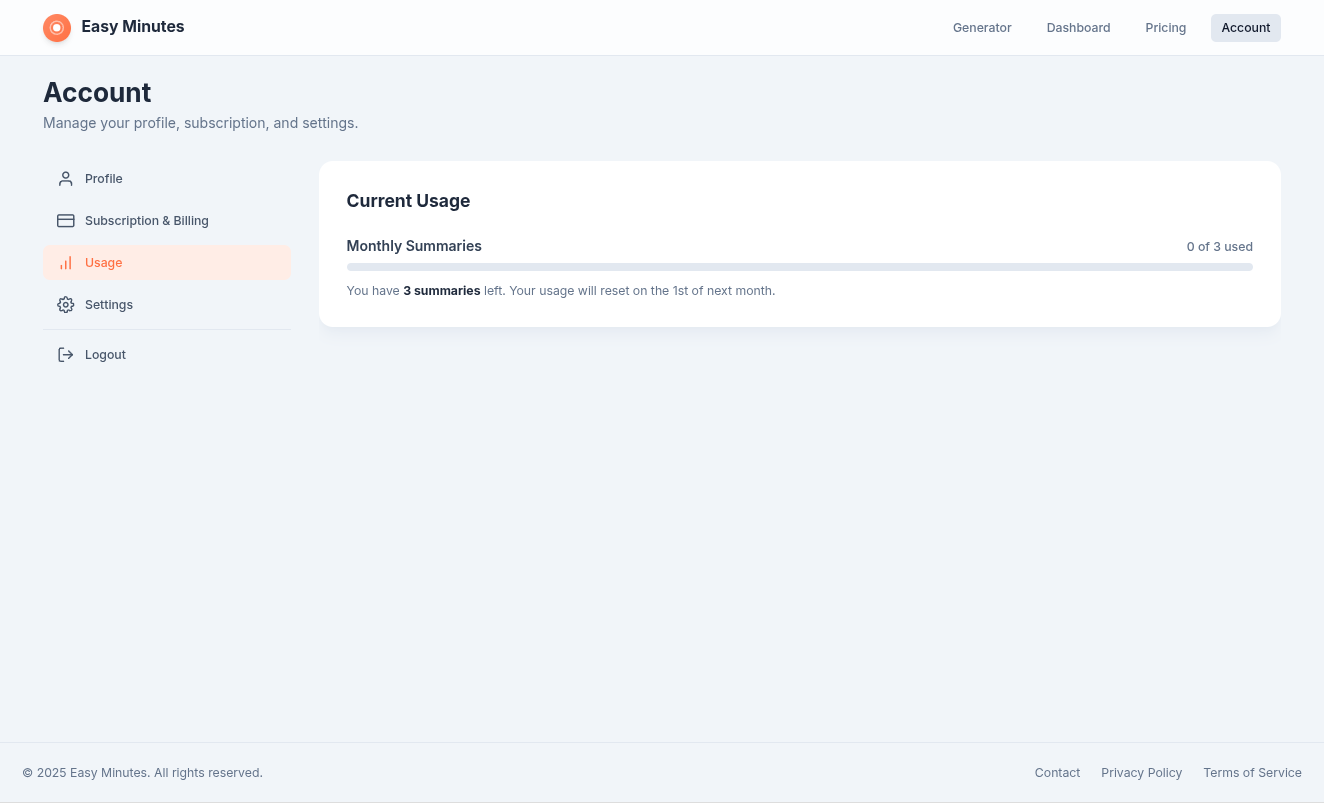 Easy Minutes
Generator
Dashboard
Pricing
Account
Account
Manage your profile, subscription, and settings.
Profile
Subscription & Billing
Usage
Settings
Logout
Current Usage
Monthly Summaries
0 of 3 used
You have 3 summaries left. Your usage will reset on the 1st of next month.
© 2025 Easy Minutes. All rights reserved.
Contact
Privacy Policy
Terms of Service